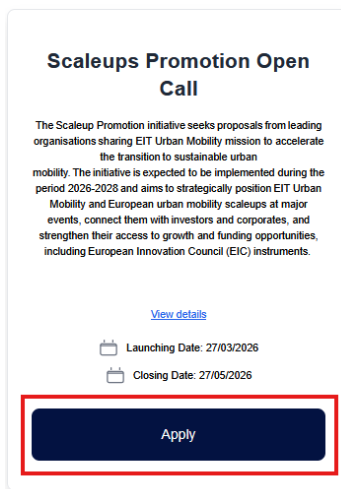 Scaleups Promotion Open
Call
The Scaleup Promotion initiative seeks proposals from leading
organisations sharing EIT Urban Mobility mission to accelerate
the transition to sustainable urban
mobility. The initiative is expected to be implemented during the
period 2026-2028 and aims to strategically position EIT Urban
Mobility and European urban mobility scaleups at major
events, connect them with investors and corporates, and
strengthen their access to growth and funding opportunities,
including European Innovation Council (EIC) instruments.
View details
Launching Date: 27/03/2026
Closing Date: 27/05/2026
Apply